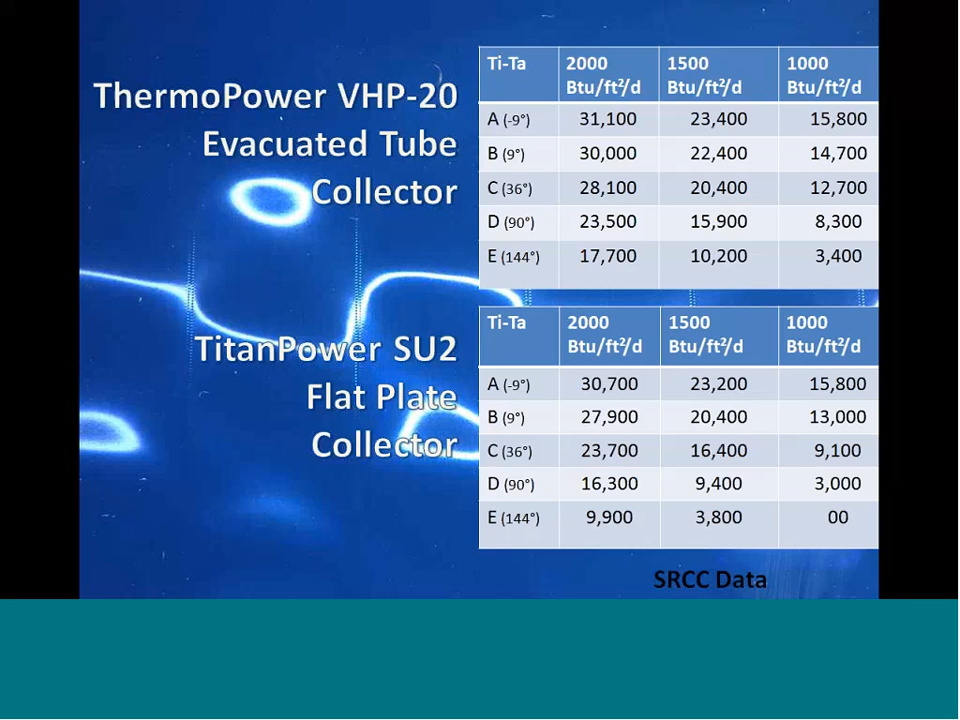 ThermoPower VHP-20
Evacuated Tube
Collector
Ti-Ta 2000 Btu/ft²/d 1500 Btu/ft²/d 1000 Btu/ft²/d
A (-9°) 31,100 23,400 15,800
B (9°) 30,000 22,400 14,700
C (36°) 28,100 20,400 12,700
D (90°) 23,500 15,900 8,300
E (144°) 17,700 10,200 3,400
TitanPower SU2
Flat Plate
Collector
Ti-Ta 2000 Btu/ft²/d 1500 Btu/ft²/d 1000 Btu/ft²/d
A (-9°) 30,700 23,200 15,800
B (9°) 27,900 20,400 13,000
C (36°) 23,700 16,400 9,100
D (90°) 16,300 9,400 3,000
E (144°) 9,900 3,800 00
SRCC Data